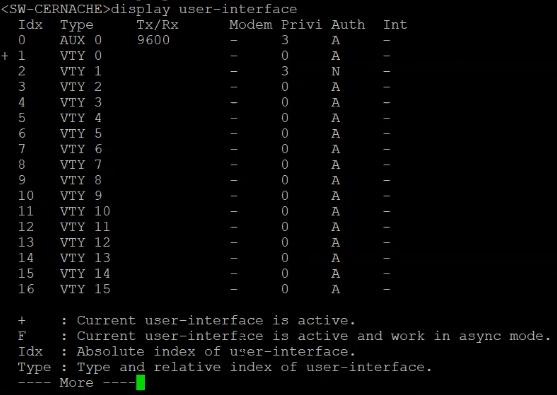 <SW-CERNACHE>display user-interface
Idx Type Tx/Rx Modem Privi Auth Int
0 AUX 0 9600 - 3 A -
+ 1 VTY 0 - 0 A -
2 VTY 1 - 3 N -
3 VTY 2 - 0 A -
4 VTY 3 - 0 A -
5 VTY 4 - 0 A -
6 VTY 5 - 0 A -
7 VTY 6 - 0 A -
8 VTY 7 - 0 A -
9 VTY 8 - 0 A -
10 VTY 9 - 0 A -
11 VTY 10 - 0 A -
12 VTY 11 - 0 A -
13 VTY 12 - 0 A -
14 VTY 13 - 0 A -
15 VTY 14 - 0 A -
16 VTY 15 - 0 A -
+ : Current user-interface is active.
F : Current user-interface is active and work in async mode.
Idx : Absolute index of user-interface.
Type : Type and relative index of user-interface.
---- More ----